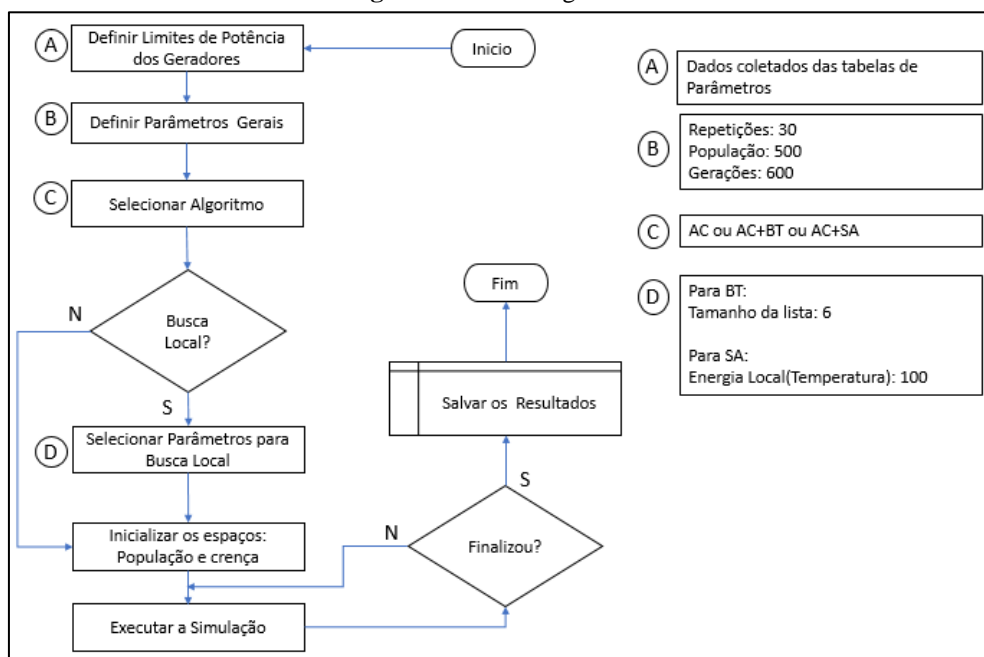 A
Definir Limites de Potência
dos Geradores
Inicio
B
Definir Parâmetros Gerais
C
Selecionar Algoritmo
N
Busca
Local?
S
D
Selecionar Parâmetros para
Busca Local
Inicializar os espaços:
População e crença
Executar a Simulação
N
Finalizou?
S
Salvar os Resultados
Fim
A
Dados coletados das tabelas de
Parâmetros
B
Repetições: 30
População: 500
Gerações: 600
C
AC ou AC+BT ou AC+SA
D
Para BT:
Tamanho da lista: 6
Para SA:
Energia Local(Temperatura): 100